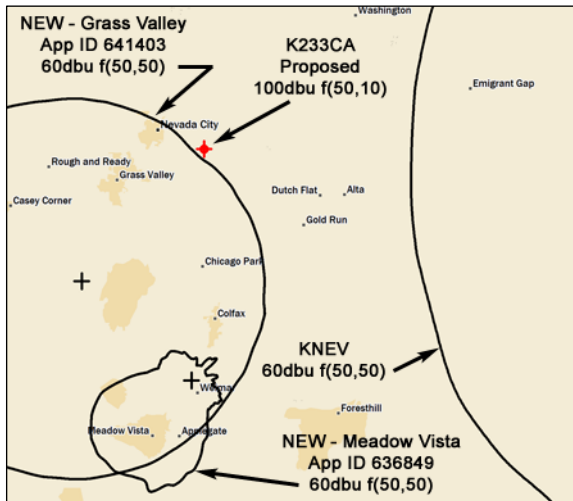 NEW - Grass Valley
App ID 641403
60dbu f(50,50)
K233CA
Proposed
100dbu f(50,10)
Washington
Emigrant Gap
Nevada City
Rough and Ready
Grass Valley
Casey Corner
Dutch Flat
Alta
Gold Run
Chicago Park
Colfax
KNEV
60dbu f(50,50)
Weimar
Foresthill
Meadow Vista
Applegate
NEW - Meadow Vista
App ID 636849
60dbu f(50,50)